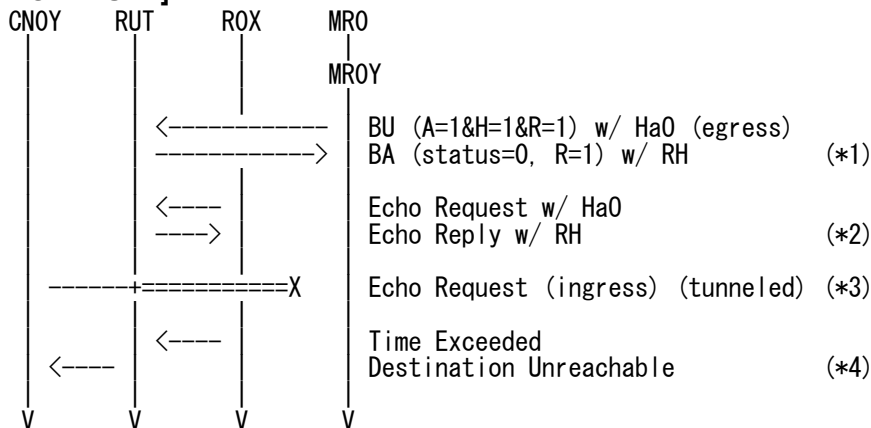 CNOY RUT ROX MRO
MROY
<------------ BU (A=1&H=1&R=1) w/ HaO (egress)
------------> BA (status=0, R=1) w/ RH (*1)
<---- Echo Request w/ HaO
----> Echo Reply w/ RH (*2)
------+===========X Echo Request (ingress) (tunneled) (*3)
<---- Time Exceeded
<---- Destination Unreachable (*4)
V V V V